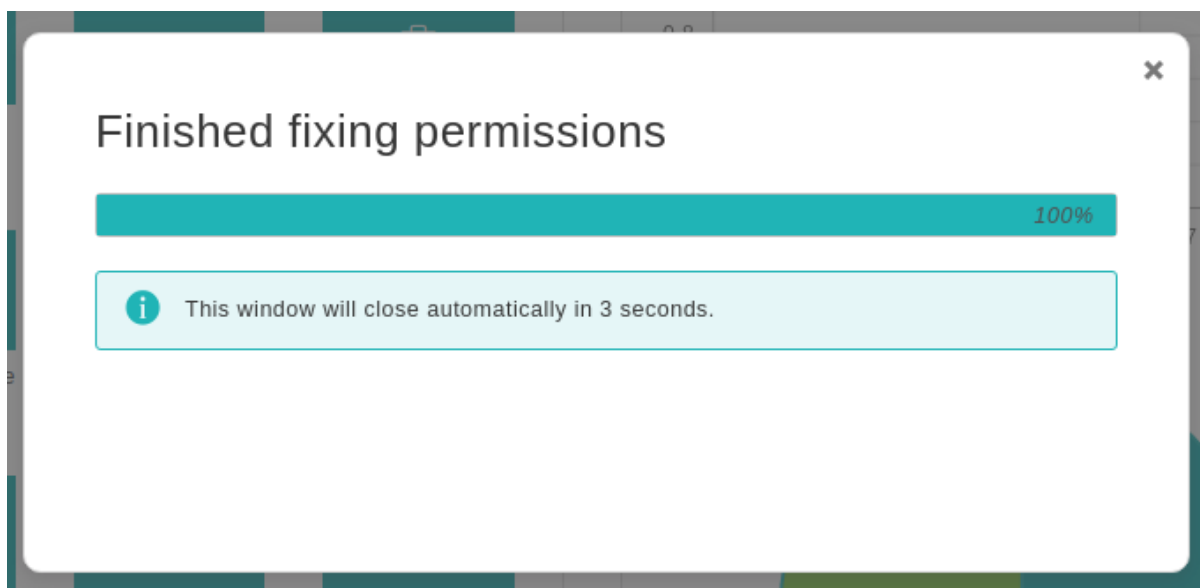 Finished fixing permissions
100%
This window will close automatically in 3 seconds.